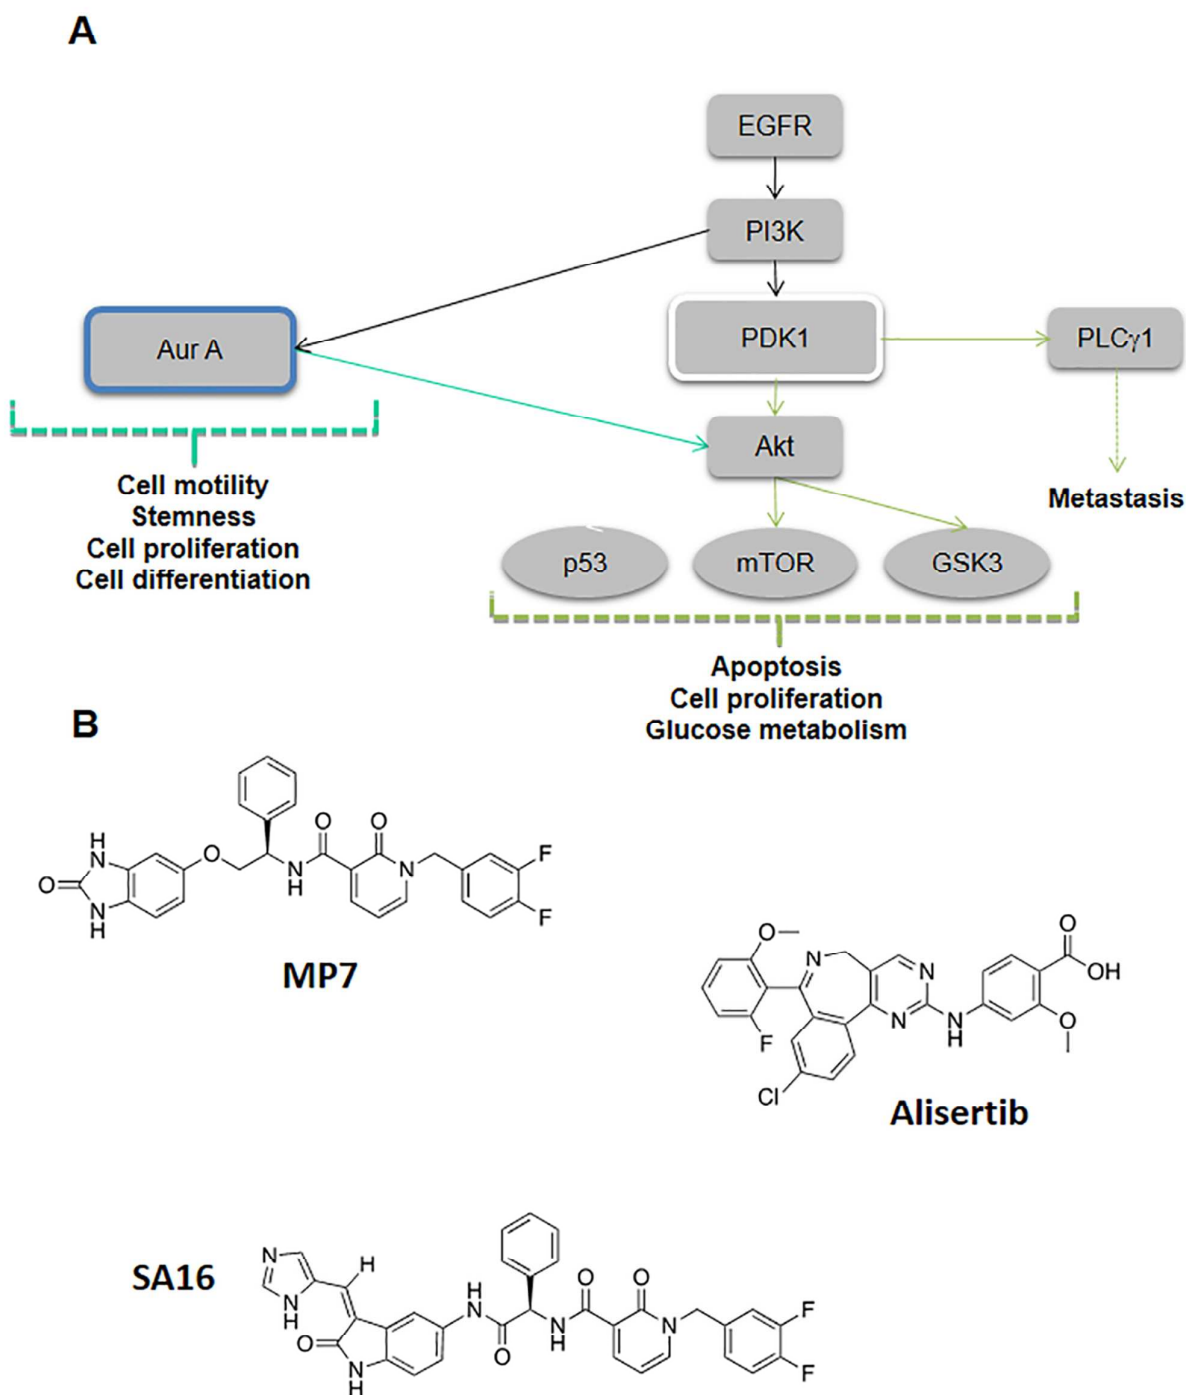 A
EGFR
PI3K
Aur A
PDK1
PLCγ1
Akt
Cell motility
Stemness
Cell proliferation
Cell differentiation
Metastasis
p53
mTOR
GSK3
Apoptosis
Cell proliferation
Glucose metabolism
B
H
N
O
N
H
O
N
H
O
O
N
F
F
MP7
O
N
F
Cl
N
N
N
H
O
OH
O
Alisertib
SA16
N
N
H
H
O
N
H
H
N
O
N
H
O
O
N
F
F